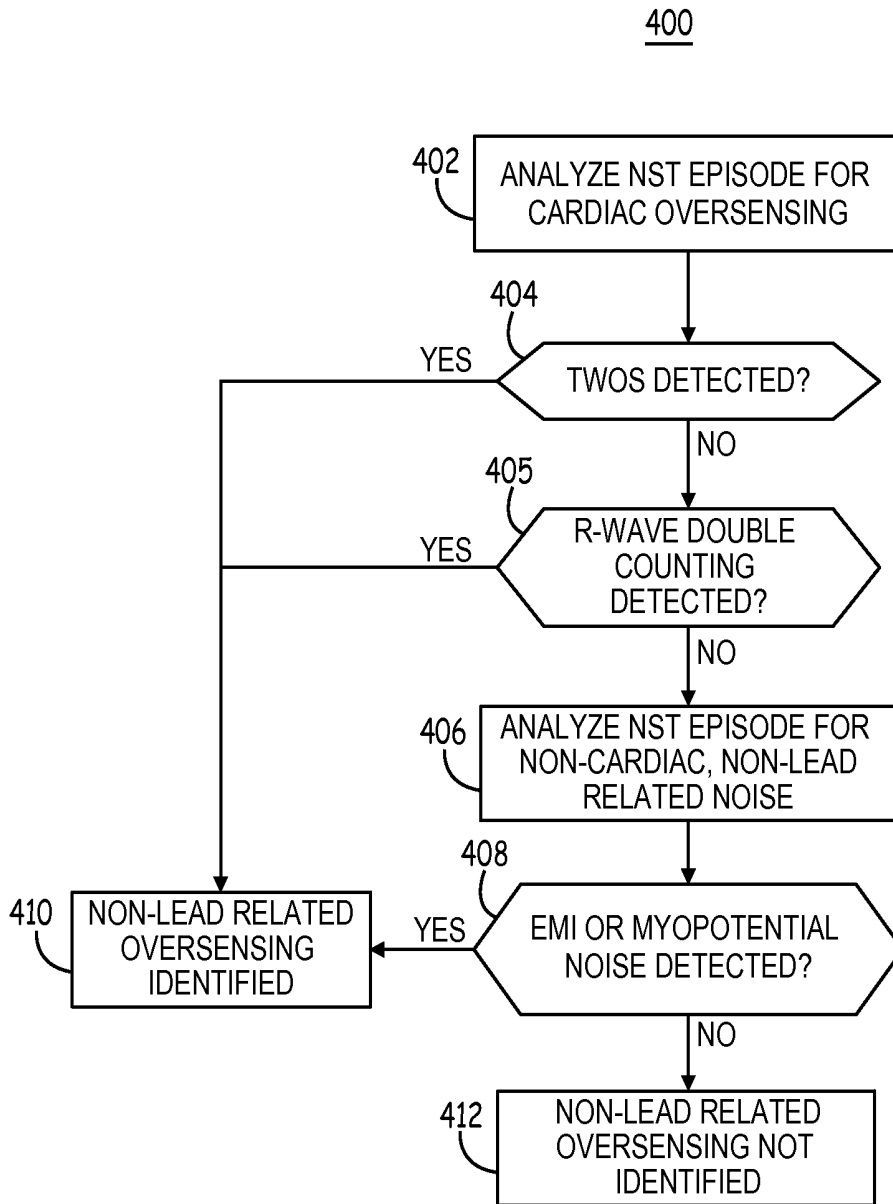 400
402
ANALYZE NST EPISODE FOR
CARDIAC OVERSENSING
404
YES
TWOS DETECTED?
NO
405
YES
R-WAVE DOUBLE
COUNTING
DETECTED?
NO
406
ANALYZE NST EPISODE FOR
NON-CARDIAC, NON-LEAD
RELATED NOISE
408
410
NON-LEAD RELATED
OVERSENSING
IDENTIFIED
YES
EMI OR MYOPOTENTIAL
NOISE DETECTED?
NO
412
NON-LEAD RELATED
OVERSENSING NOT
IDENTIFIED